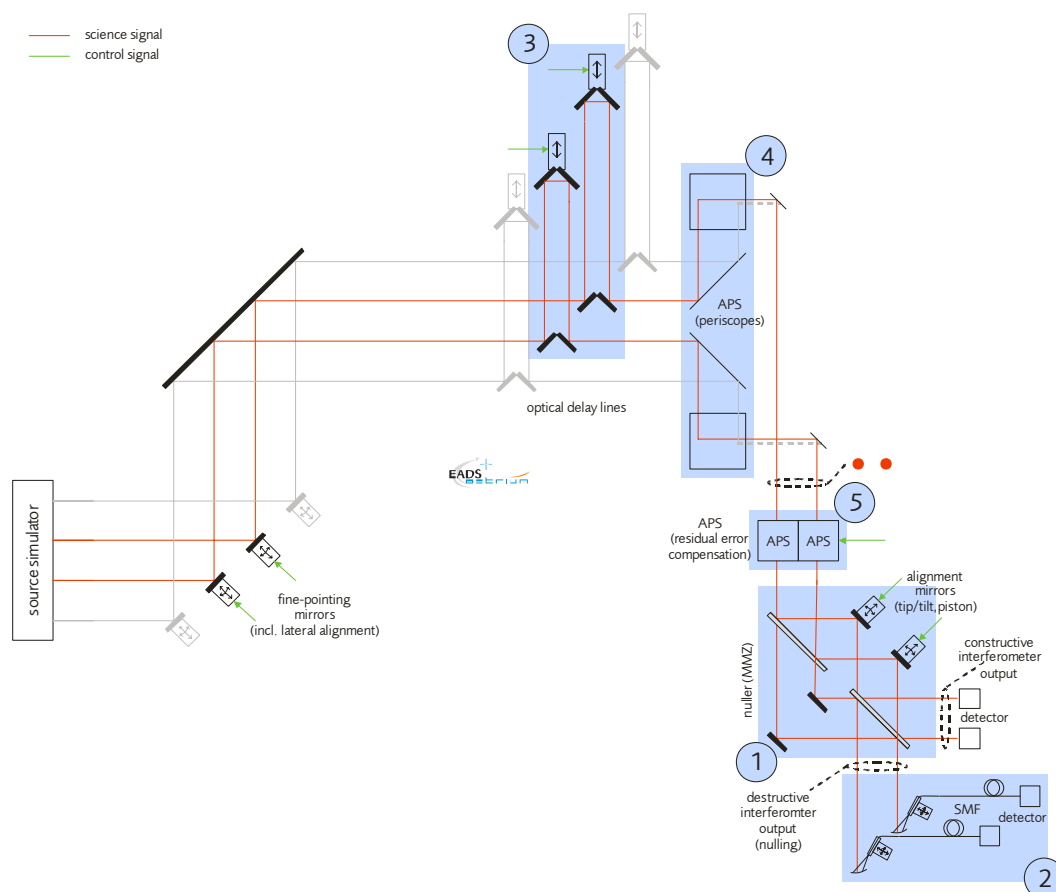 science signal
control signal
3
4
APS
(periscopes)
optical delay lines
EADS
astrium
5
APS
(residual error
compensation)
APS
APS
source simulator
fine-pointing
mirrors
(incl. lateral alignment)
alignment
mirrors
(tip/tilt,piston)
constructive
interferometer
output
nuller (MMZ)
detector
1
destructive
interferomter
output
(nulling)
SMF
detector
2